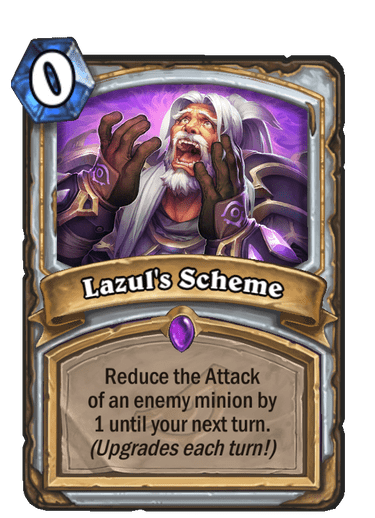 0
Lazul's Scheme
Reduce the Attack
of an enemy minion by
1 until your next turn.
(Upgrades each turn!)